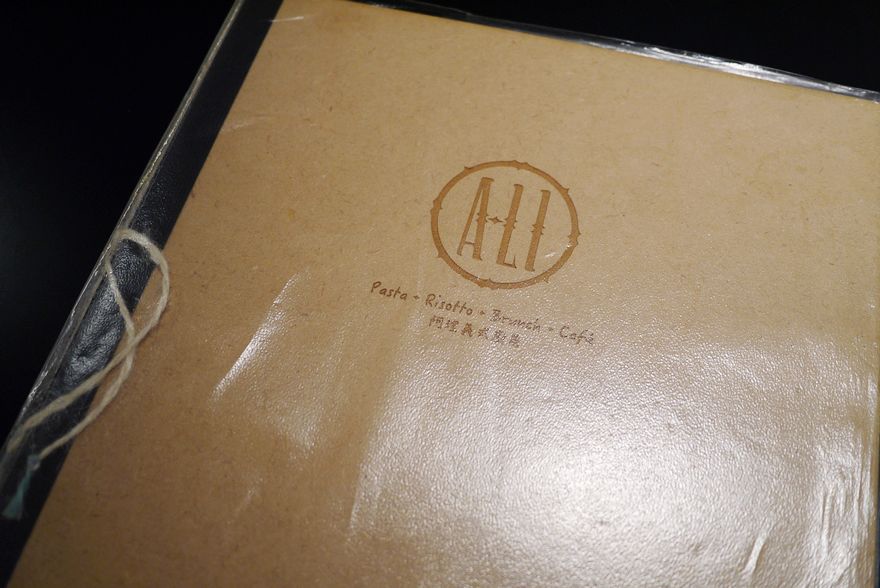 ALI
Pasta + Risotto + Brunch + Café
阿里義式廚房